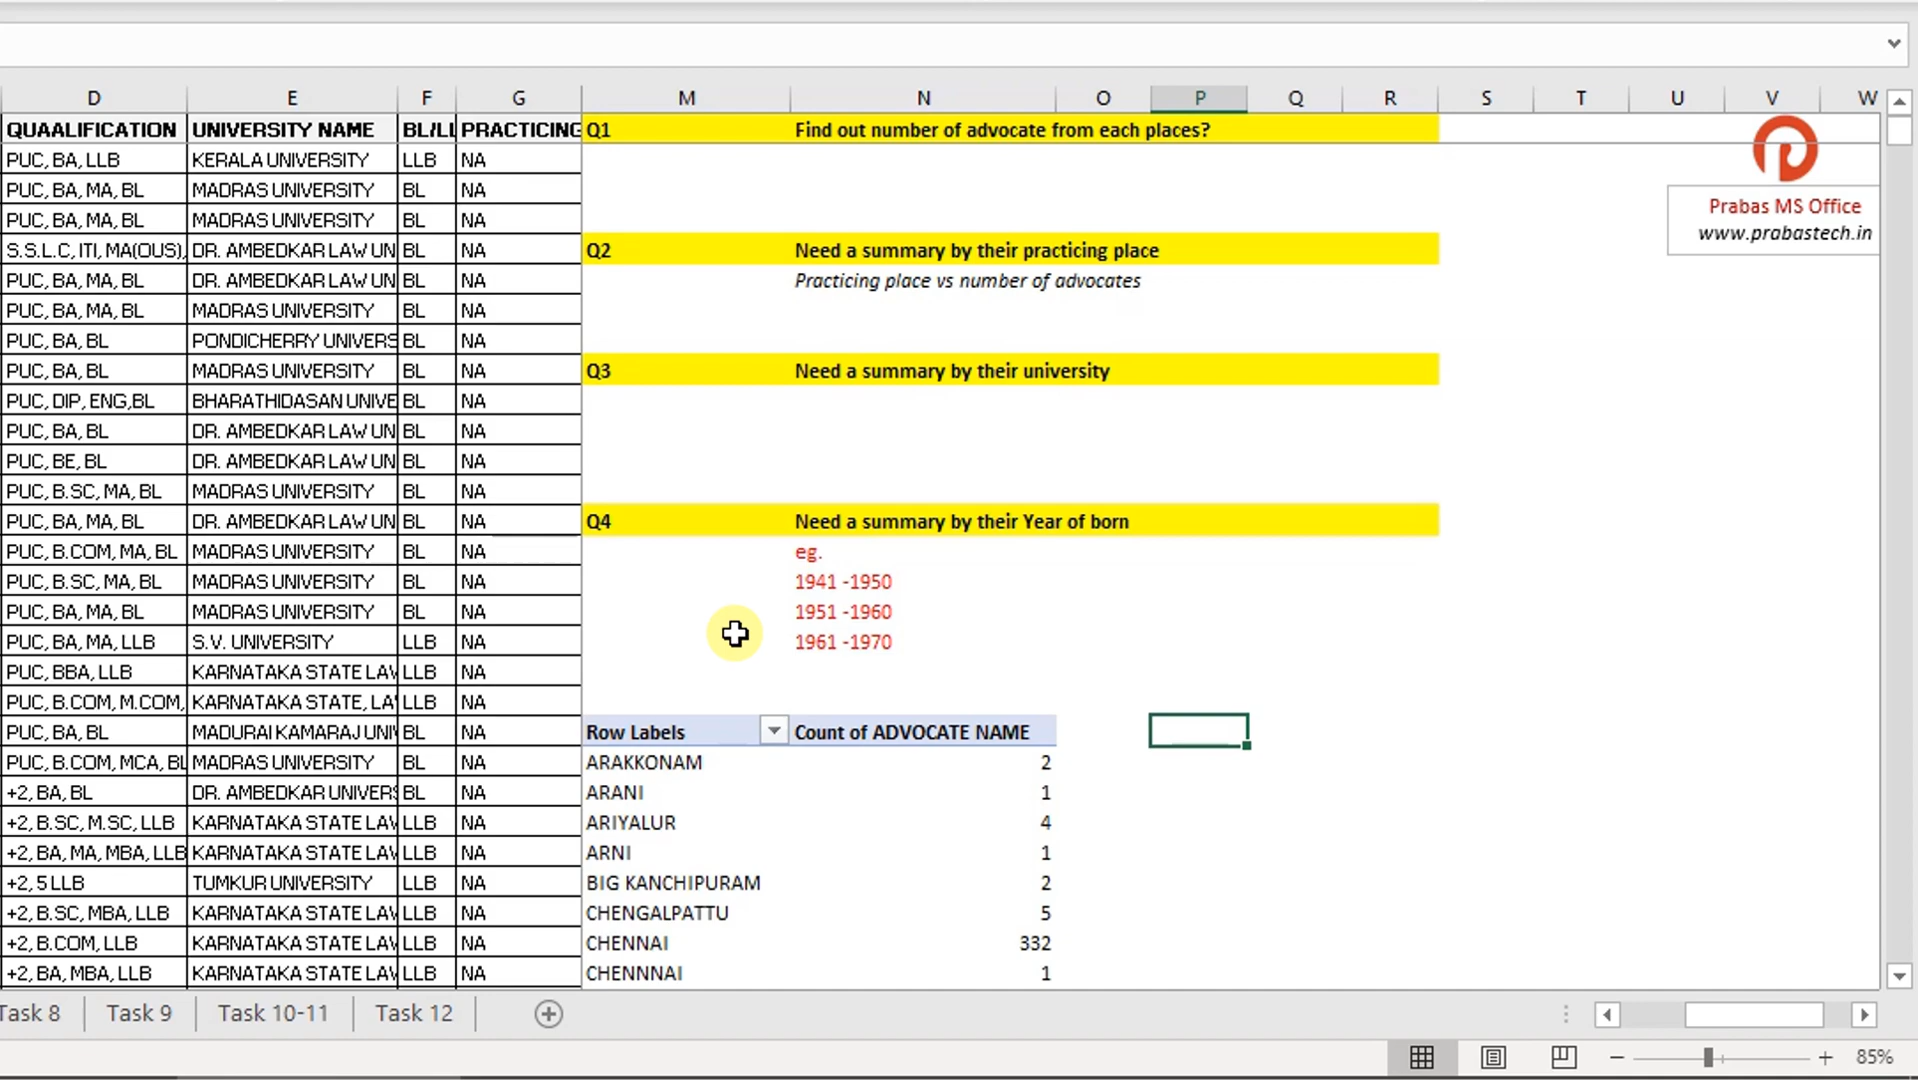 D E F G M N O P Q R S T U V W
QUAALIFICATION UNIVERSITY NAME BL/LL PRACTICING Q1 Find out number of advocate from each places?
PUC, BA, LLB KERALA UNIVERSITY LLB NA
PUC, BA, MA, BL MADRAS UNIVERSITY BL NA
PUC, BA, MA, BL MADRAS UNIVERSITY BL NA
Prabas MS Office
www.prabastech.in
S.S.L.C, ITI, MA(OUS), DR. AMBEDKAR LAW UN BL NA Q2 Need a summary by their practicing place
PUC, BA, MA, BL DR. AMBEDKAR LAW UN BL NA Practicing place vs number of advocates
PUC, BA, MA, BL MADRAS UNIVERSITY BL NA
PUC, BA, BL PONDICHERRY UNIVERS BL NA
PUC, BA, BL MADRAS UNIVERSITY BL NA Q3 Need a summary by their university
PUC, DIP, ENG,BL BHARATHIDASAN UNIVE BL NA
PUC, BA, BL DR. AMBEDKAR LAW UN BL NA
PUC, BE, BL DR. AMBEDKAR LAW UN BL NA
PUC, B.SC, MA, BL MADRAS UNIVERSITY BL NA
PUC, BA, MA, BL DR. AMBEDKAR LAW UN BL NA Q4 Need a summary by their Year of born
PUC, B.COM, MA, BL MADRAS UNIVERSITY BL NA eg.
PUC, B.SC, MA, BL MADRAS UNIVERSITY BL NA 1941 -1950
PUC, BA, MA, BL MADRAS UNIVERSITY BL NA 1951 -1960
PUC, BA, MA, LLB S.V. UNIVERSITY LLB NA 1961 -1970
PUC, BBA, LLB KARNATAKA STATE LAW LLB NA
PUC, B.COM, M.COM, KARNATAKA STATE, LA LLB NA
PUC, BA, BL MADURAI KAMARAJ UNI BL NA Row Labels Count of ADVOCATE NAME
PUC, B.COM, MCA, BL MADRAS UNIVERSITY BL NA ARAKKONAM 2
+2, BA, BL DR. AMBEDKAR UNIVERS BL NA ARANI 1
+2, B.SC, M.SC, LLB KARNATAKA STATE LAW LLB NA ARIYALUR 4
+2, BA, MA, MBA, LLB KARNATAKA STATE LAW LLB NA ARNI 1
+2, 5 LLB TUMKUR UNIVERSITY LLB NA BIG KANCHIPURAM 2
+2, B.SC, MBA, LLB KARNATAKA STATE LAW LLB NA CHENGALPATTU 5
+2, B.COM, LLB KARNATAKA STATE LAW LLB NA CHENNAI 332
+2, BA, MBA, LLB KARNATAKA STATE LAW LLB NA CHENNNAI 1
Task 8 Task 9 Task 10-11 Task 12
85%